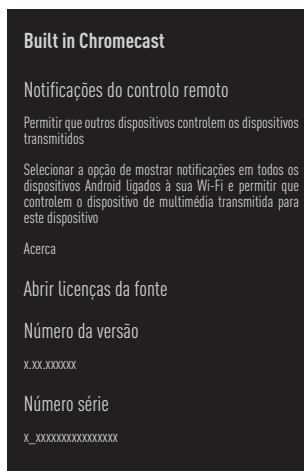 Built in Chromecast
Notificações do controlo remoto
Permitir que outros dispositivos controlem os dispositivos
transmitidos
Selecionar a opção de mostrar notificações em todos os
dispositivos Android ligados à sua Wi-Fi e permitir que
controlem o dispositivo de multimédia transmitida para
este dispositivo
Acerca
Abrir licenças da fonte
Número da versão
x.xx.xxxxxx
Número série
x_xxxxxxxxxxxxxxx